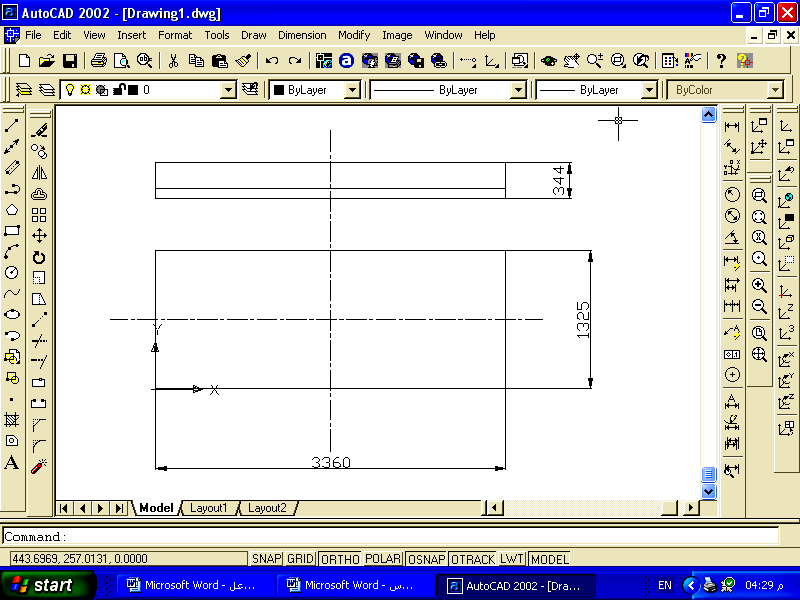 AutoCAD 2002 - [Drawing1.dwg]
File Edit View Insert Format Tools Draw Dimension Modify Image Window Help
0 ByLayer ByLayer ByLayer ByColor
344
1325
Y
X
3360
A
Model Layout1 Layout2
Command:
443.6969, 257.0131, 0.0000 SNAP GRID ORTHO POLAR OSNAP OTRACK LWT MODEL
start Microsoft Word - عل... Microsoft Word - س... AutoCAD 2002 - [Dra... EN 04:29 م